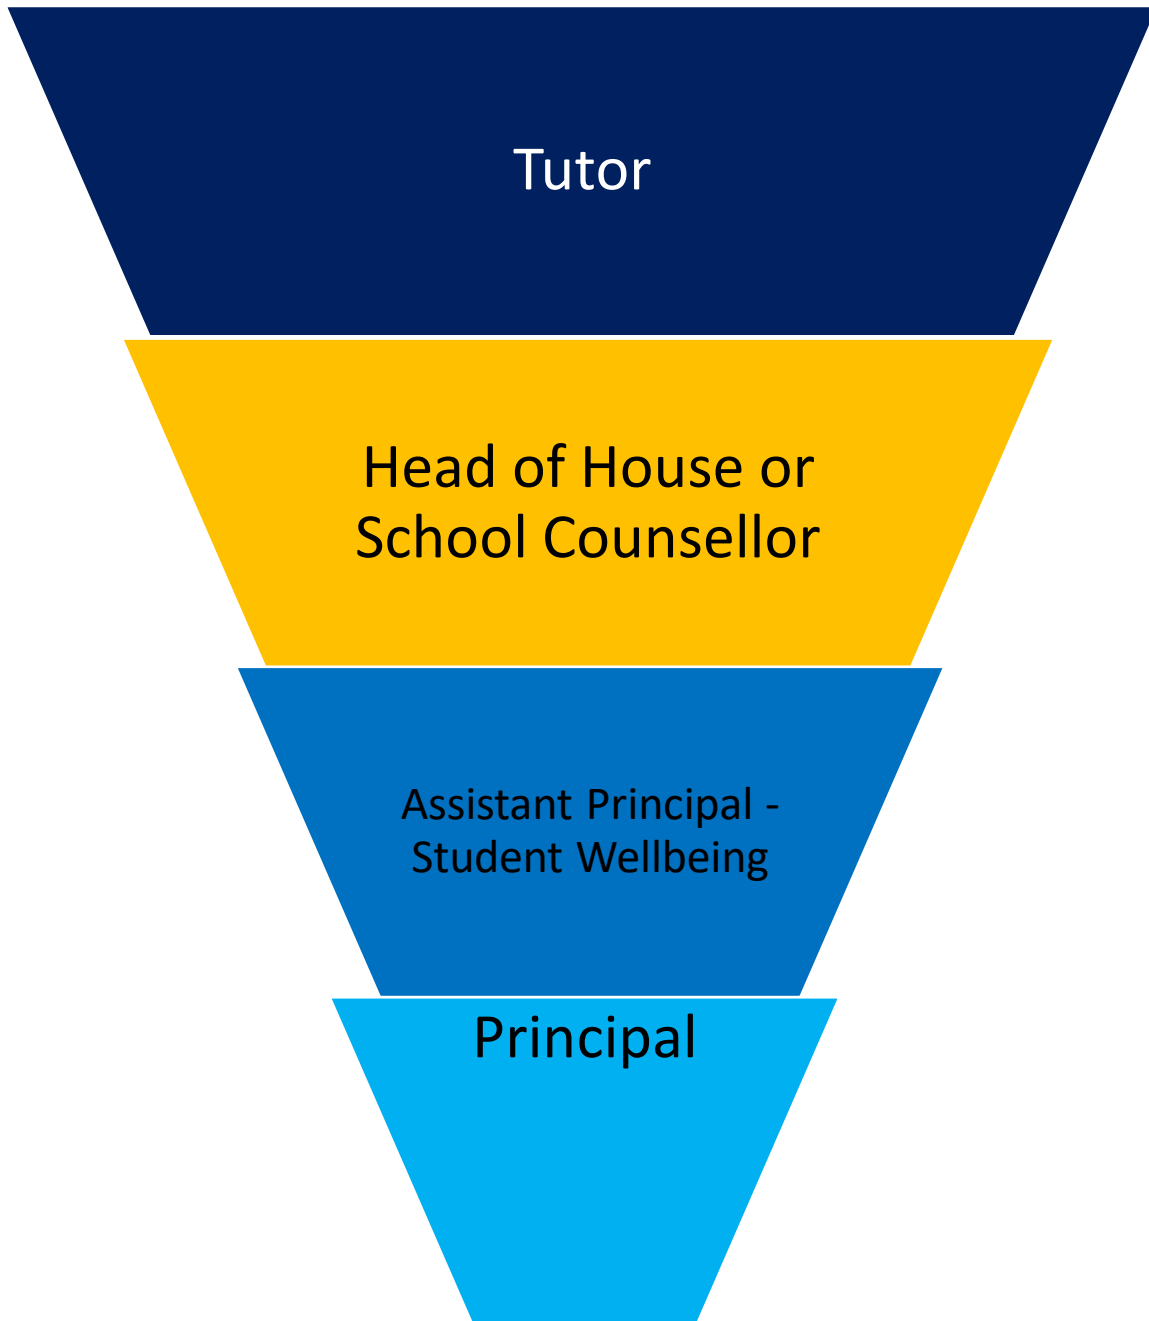 Tutor
Head of House or
School Counsellor
Assistant Principal -
Student Wellbeing
Principal